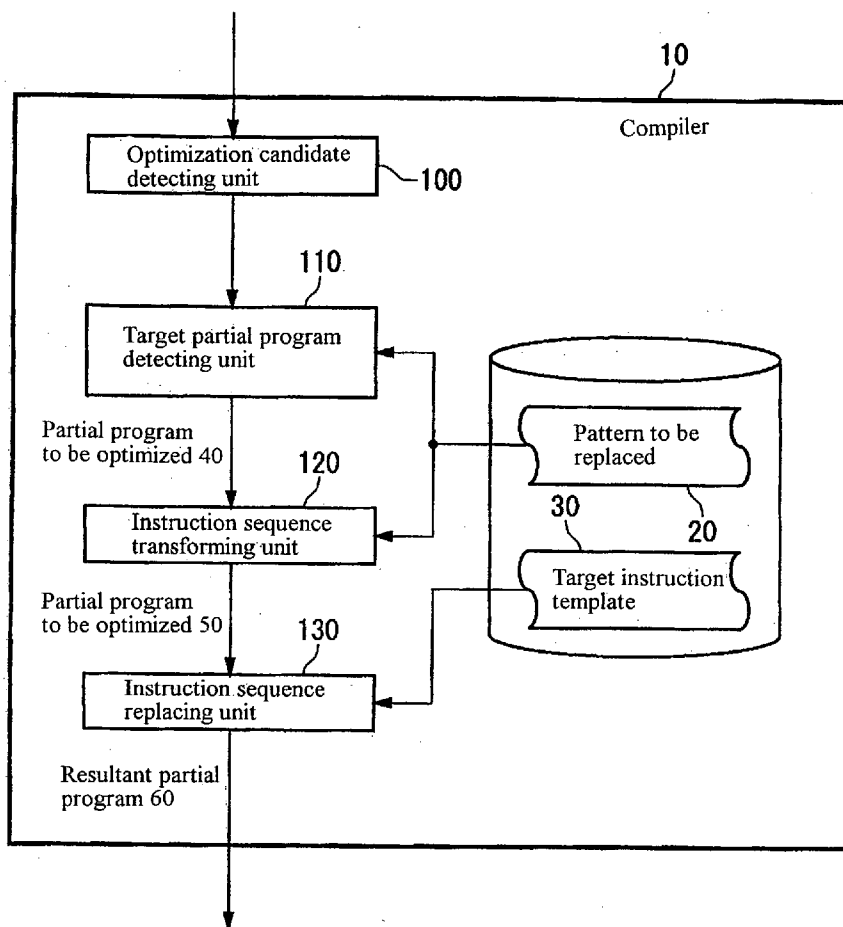 10
Compiler
Optimization candidate
detecting unit
100
110
Target partial program
detecting unit
Partial program
to be optimized 40
Pattern to be
replaced
20
120
Instruction sequence
transforming unit
30
Target instruction
template
Partial program
to be optimized 50
130
Instruction sequence
replacing unit
Resultant partial
program 60